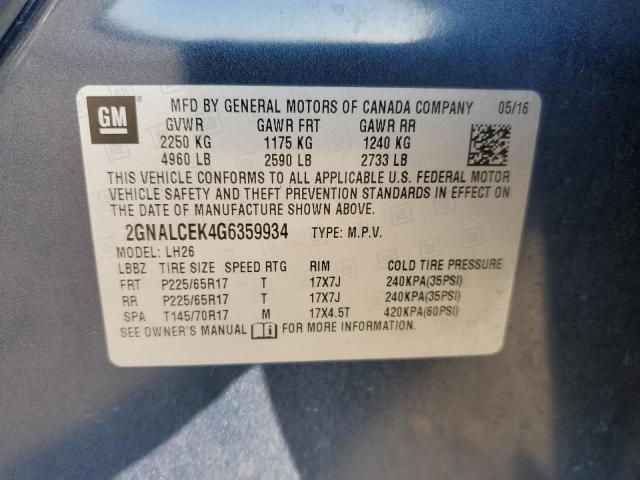 GM
MFD BY GENERAL MOTORS OF CANADA COMPANY 05/16
GVWR GAWR FRT GAWR RR
2250 KG 1175 KG 1240 KG
4960 LB 2590 LB 2733 LB
THIS VEHICLE CONFORMS TO ALL APPLICABLE U.S. FEDERAL MOTOR
VEHICLE SAFETY AND THEFT PREVENTION STANDARDS IN EFFECT
ON THE DATE OF MANUFACTURE SHOWN ABOVE.
2GNALCEK4G6359934 TYPE: M.P.V.
MODEL: LH26
LBBZ TIRE SIZE SPEED RTG RIM COLD TIRE PRESSURE
FRT P225/65R17 T 17X7J 240KPA(35PSI)
RR P225/65R17 T 17X7J 240KPA(35PSI)
SPA T145/70R17 M 17X4.5T 420KPA(60PSI)
SEE OWNER'S MANUAL FOR MORE INFORMATION.